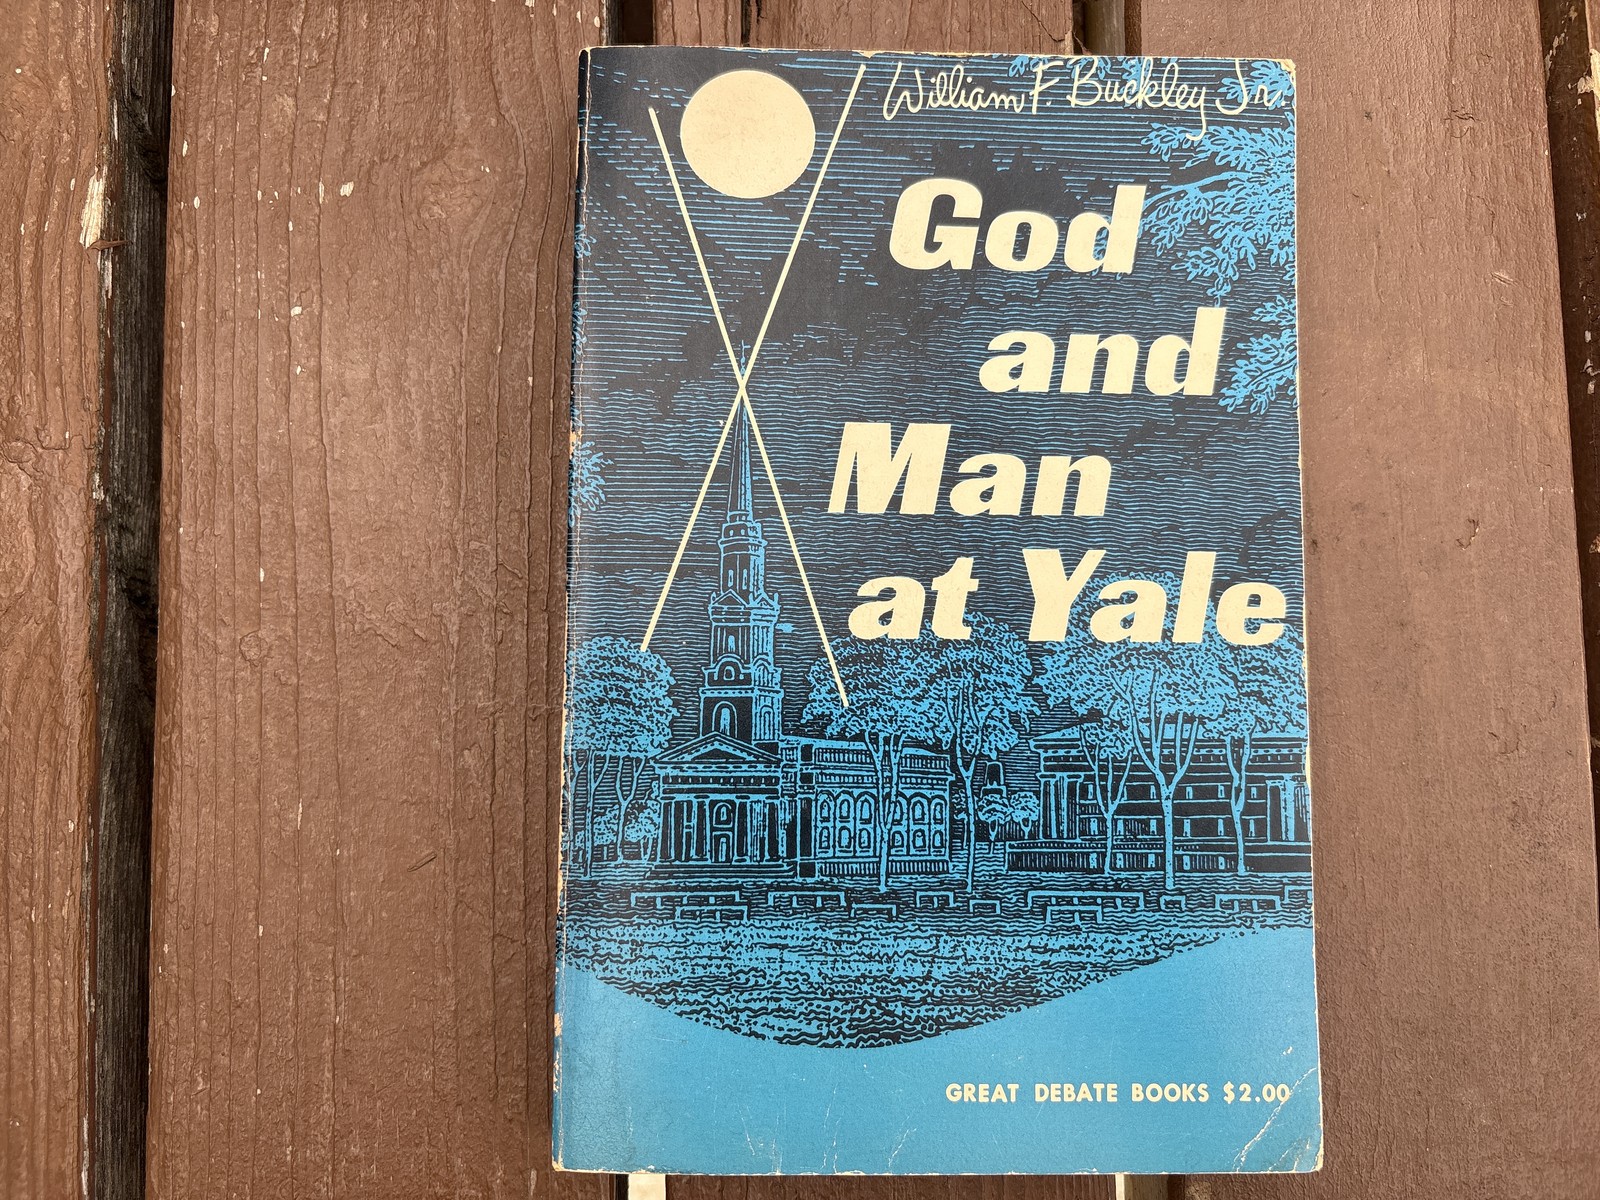 William F. Buckley Jr.
God
and
Man
at Yale
GREAT DEBATE BOOKS $2.00